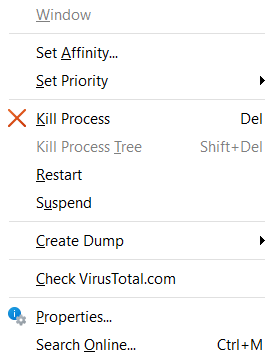 Window
Set Affinity...
Set Priority
Kill Process Del
Kill Process Tree Shift+Del
Restart
Suspend
Create Dump
Check VirusTotal.com
Properties...
Search Online... Ctrl+M